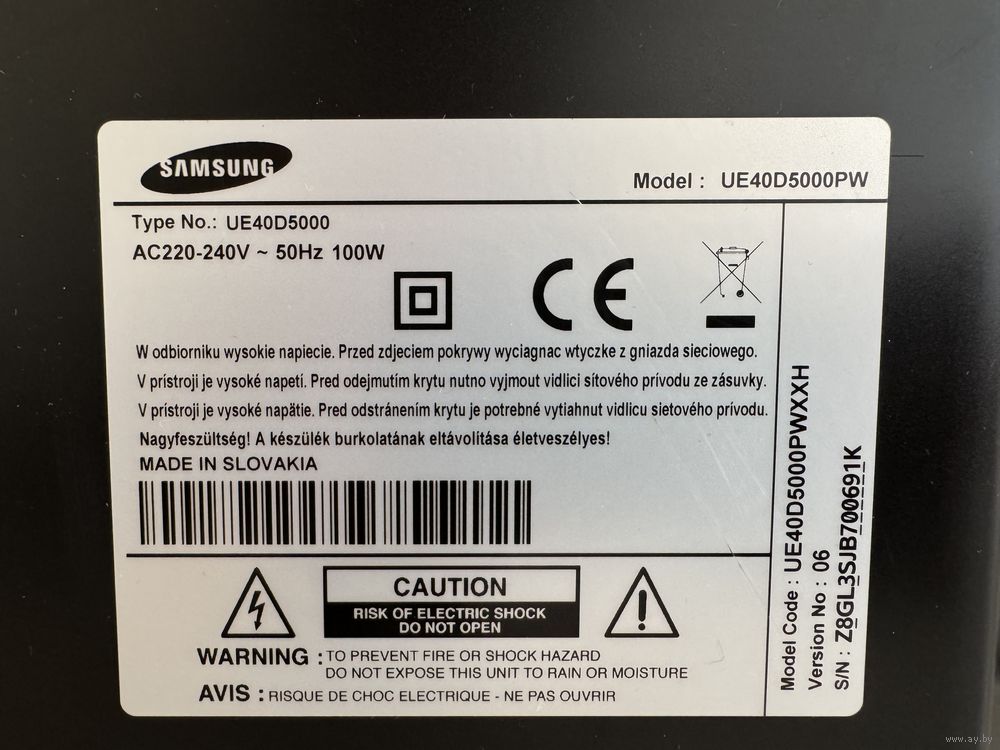 SAMSUNG
Model : UE40D5000PW
Type No.: UE40D5000
AC220-240V ~ 50Hz 100W
CE
W odbiorniku wysokie napiecie. Przed zdjeciem pokrywy wyciagnac wtyczke z gniazda sieciowego.
V prístroji je vysoké napetí. Pred odejmutím krytu nutno vyjmout vidlici sítového prívodu ze zásuvky.
V prístroji je vysoké napätie. Pred odstránením krytu je potrebné vytiahnut vidlicu sietového prívodu.
Nagyfeszültség! A készülék burkolatának eltávolítása életveszélyes!
MADE IN SLOVAKIA
CAUTION
RISK OF ELECTRIC SHOCK
DO NOT OPEN
WARNING : TO PREVENT FIRE OR SHOCK HAZARD
DO NOT EXPOSE THIS UNIT TO RAIN OR MOISTURE
AVIS : RISQUE DE CHOC ELECTRIQUE - NE PAS OUVRIR
Model Code : UE40D5000PWXXH
Version No : 06
S/N : Z8GL3SJB700691K
www.ay.by